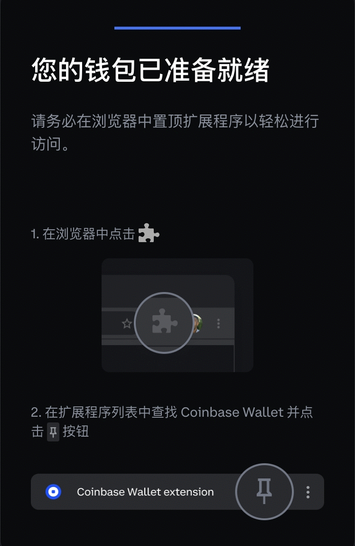 您的钱包已准备就绪
请务必在浏览器中置顶扩展程序以轻松进行
访问。
1. 在浏览器中点击
2. 在扩展程序列表中查找 Coinbase Wallet 并点
击 按钮
Coinbase Wallet extension